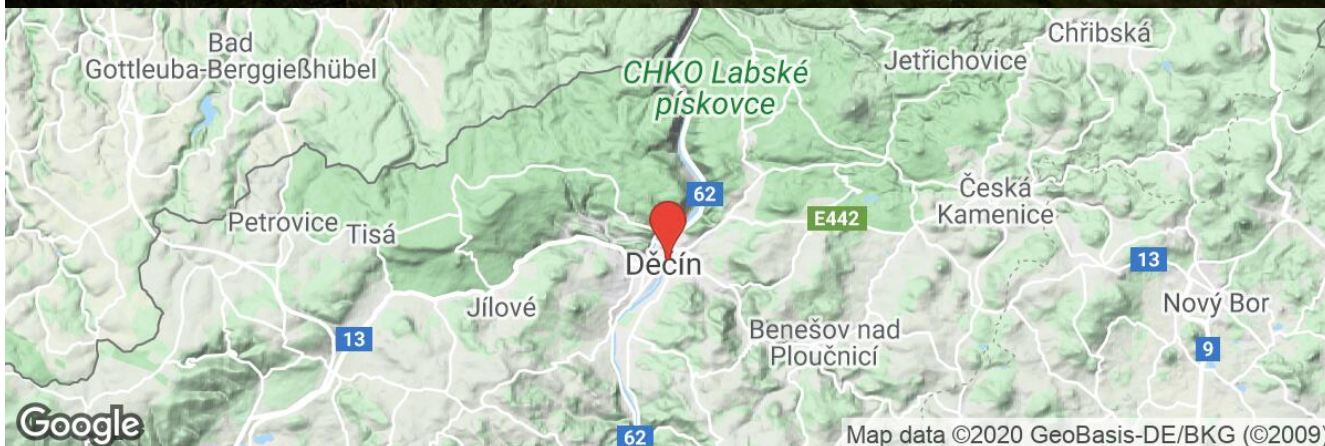 Bad
Gottleuba-Berggießhübel
CHKO Labské
pískovce
Chřibská
Jetřichovice
62
Petrovice
Tisá
E442
Česká
Kamenice
Děčín
13
Jílové
Nový Bor
Benešov nad
Ploučnicí
13
9
Google
62
Map data ©2020 GeoBasis-DE/BKG (©2009)